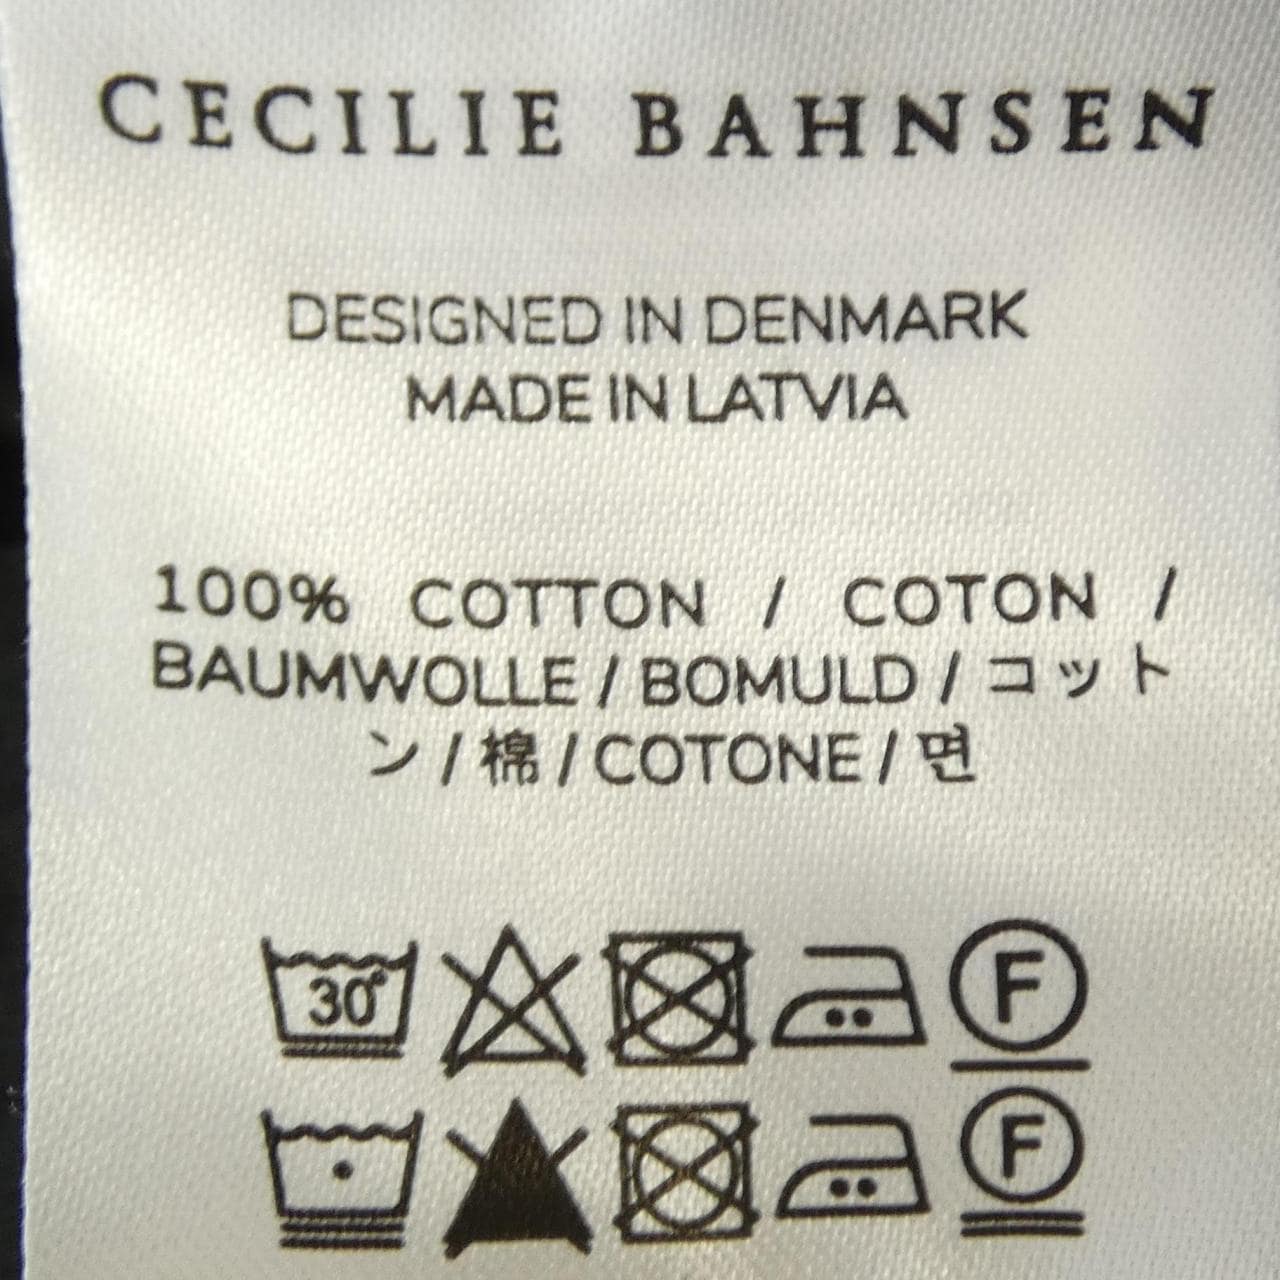 CECILIE BAHNSEN
DESIGNED IN DENMARK
MADE IN LATVIA
100% COTTON / COTON /
BAUMWOLLE / BOMULD / コット
ン / 棉 / COTONE / 면
30°
F
F